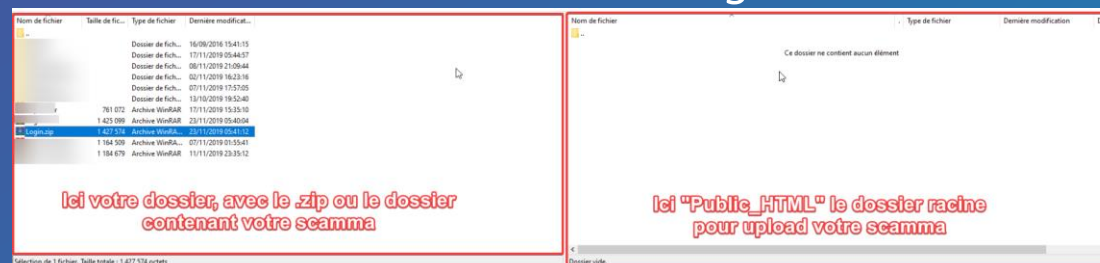 Nom de fichier Taille de fic... Type de fichier Dernière modificat...
..
Dossier de fich... 16/09/2016 15:41:15
Dossier de fich... 17/11/2019 05:44:57
Dossier de fich... 08/11/2019 21:09:44
Dossier de fich... 02/11/2019 16:23:16
Dossier de fich... 07/11/2019 17:57:05
Dossier de fich... 13/10/2019 19:52:40
761 072 Archive WinRAR 17/11/2019 15:35:10
1 425 099 Archive WinRAR 23/11/2019 05:40:04
Login.zip 1 427 574 Archive WinRA... 23/11/2019 05:41:12
1 164 509 Archive WinRA... 07/11/2019 01:55:41
1 184 679 Archive WinRAR 11/11/2019 23:35:12
Ici votre dossier, avec le .zip ou le dossier
contenant votre scamma
Sélection de 1 fichier. Taille totale : 1 427 574 octets
Nom de fichier Type de fichier Dernière modification
..
Ce dossier ne contient aucun élément
Ici "Public_HTML" le dossier racine
pour upload votre scamma
Dossier vide.